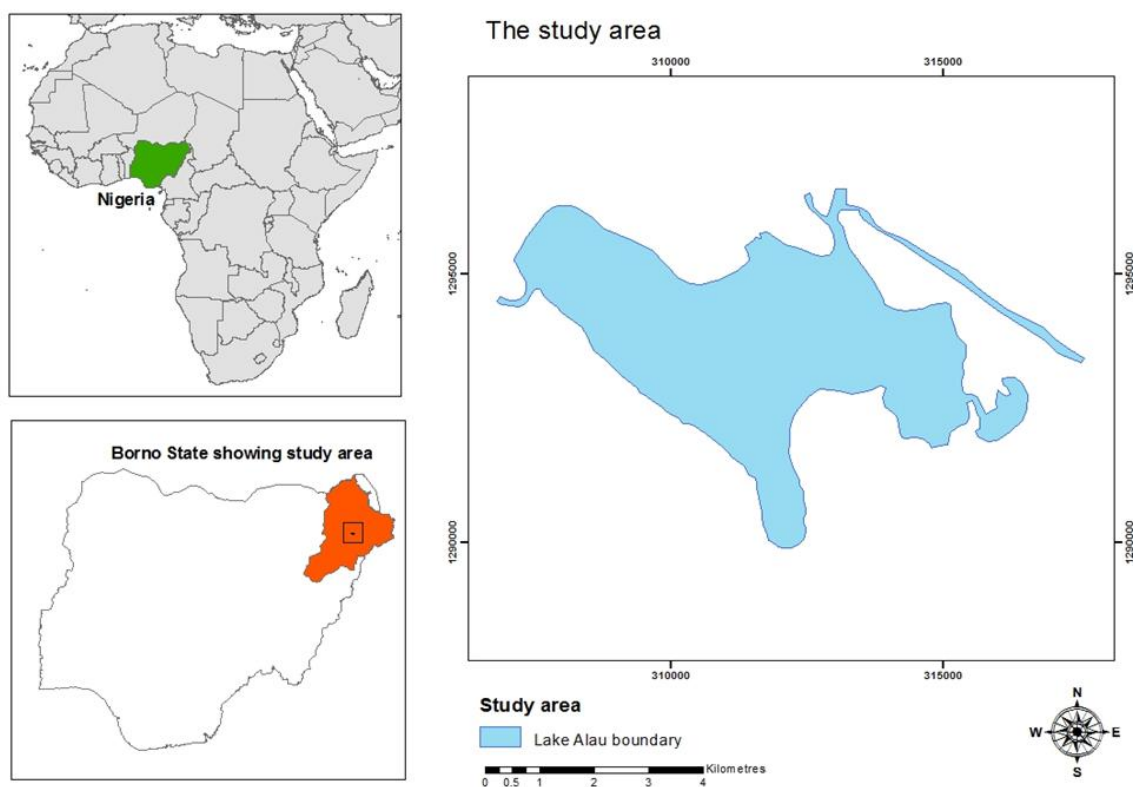 Nigeria
Borno State showing study area
The study area
310000
315000
1295000
1295000
1290000
1290000
310000
315000
Study area
Lake Alau boundary
0 0.5 1 2 3 4 Kilometres
N
W E
S